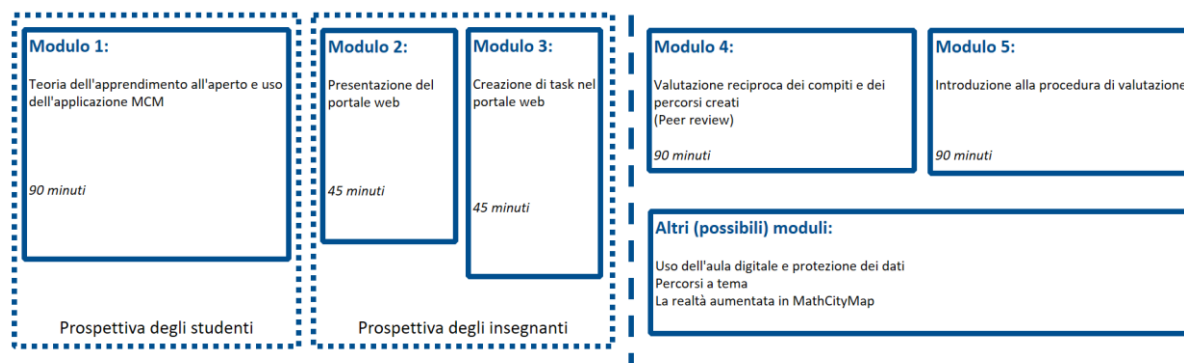 Modulo 1:
Teoria dell'apprendimento all'aperto e uso
dell'applicazione MCM
90 minuti
Modulo 2:
Presentazione del
portale web
45 minuti
Modulo 3:
Creazione di task nel
portale web
45 minuti
Prospettiva degli studenti
Prospettiva degli insegnanti
Modulo 4:
Valutazione reciproca dei compiti e dei
percorsi creati
(Peer review)
90 minuti
Modulo 5:
Introduzione alla procedura di valutazione
90 minuti
Altri (possibili) moduli:
Uso dell'aula digitale e protezione dei dati
Percorsi a tema
La realtà aumentata in MathCityMap